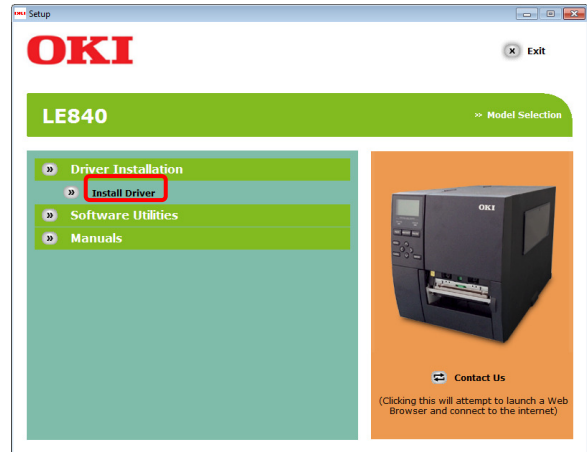 Setup
OKI
Exit
LE840
» Model Selection
» Driver Installation
» Install Driver
» Software Utilities
» Manuals
OKI
Contact Us
(Clicking this will attempt to launch a Web
Browser and connect to the internet)